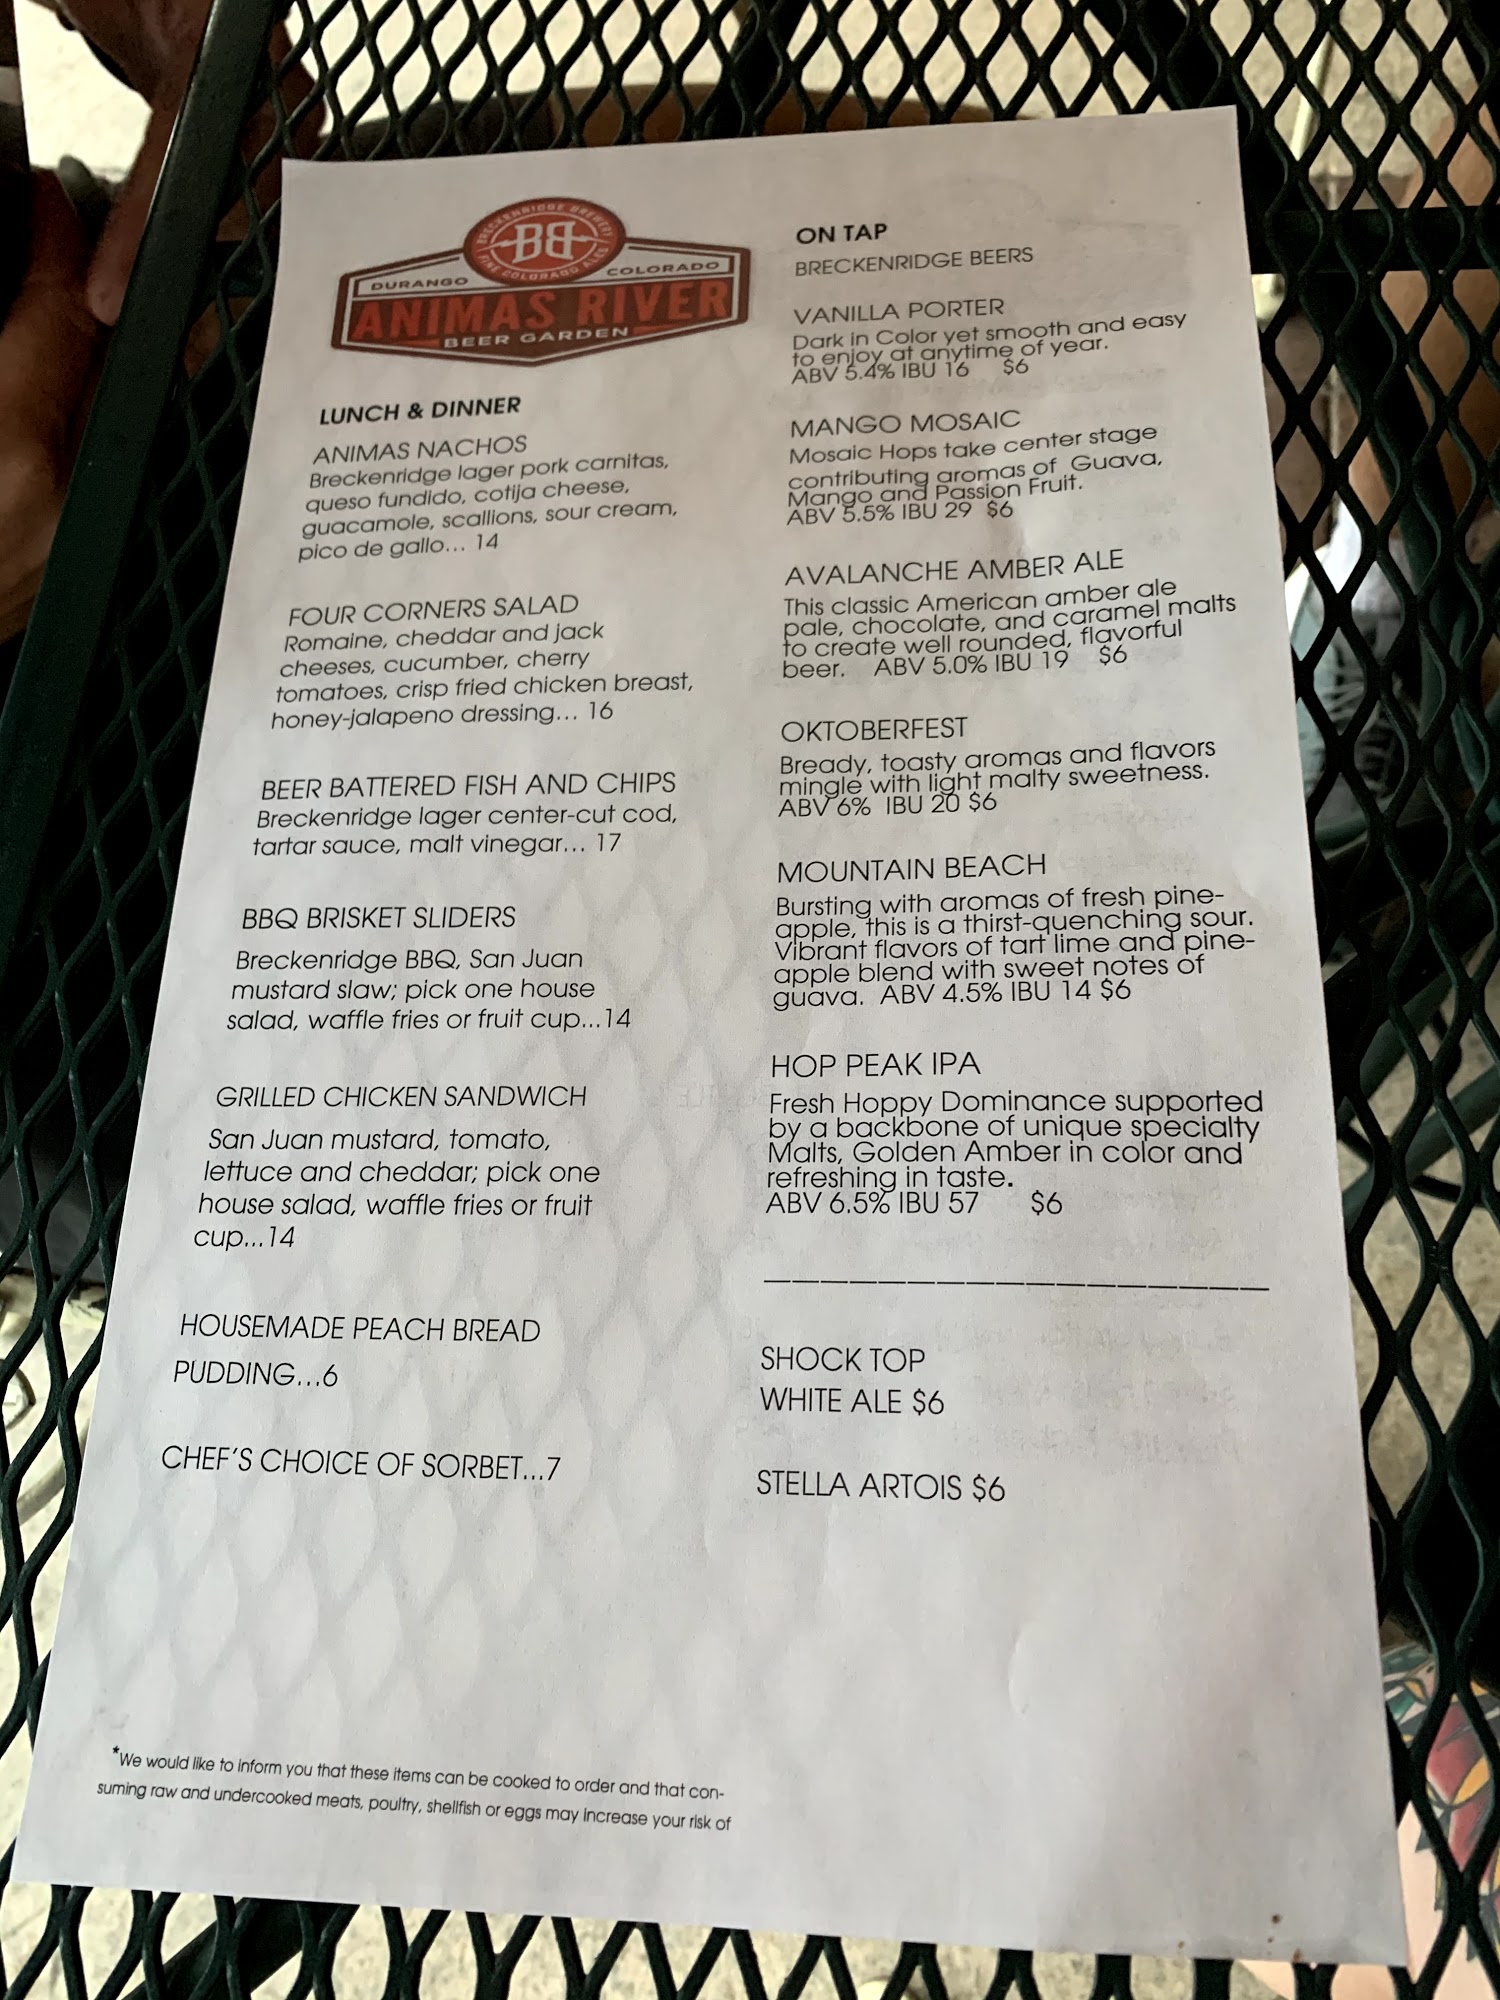 BRECKENRIDGE BREWERY
BB
FINE COLORADO ALES
DURANGO
COLORADO
ANIMAS RIVER
BEER GARDEN
LUNCH & DINNER
ANIMAS NACHOS
Breckenridge lager pork carnitas,
queso fundido, cotija cheese,
guacamole, scallions, sour cream,
pico de gallo... 14
FOUR CORNERS SALAD
Romaine, cheddar and jack
cheeses, cucumber, cherry
tomatoes, crisp fried chicken breast,
honey-jalapeno dressing... 16
BEER BATTERED FISH AND CHIPS
Breckenridge lager center-cut cod,
tartar sauce, malt vinegar... 17
BBQ BRISKET SLIDERS
Breckenridge BBQ, San Juan
mustard slaw; pick one house
salad, waffle fries or fruit cup...14
GRILLED CHICKEN SANDWICH
San Juan mustard, tomato,
lettuce and cheddar; pick one
house salad, waffle fries or fruit
cup...14
HOUSEMADE PEACH BREAD
PUDDING...6
CHEF'S CHOICE OF SORBET...7
*We would like to inform you that these items can be cooked to order and that con-
suming raw and undercooked meats, poultry, shellfish or eggs may increase your risk of
ON TAP
BRECKENRIDGE BEERS
VANILLA PORTER
Dark in Color yet smooth and easy
to enjoy at anytime of year.
ABV 5.4% IBU 16 $6
MANGO MOSAIC
Mosaic Hops take center stage
contributing aromas of Guava,
Mango and Passion Fruit.
ABV 5.5% IBU 29 $6
AVALANCHE AMBER ALE
This classic American amber ale
pale, chocolate, and caramel malts
to create well rounded, flavorful
beer. ABV 5.0% IBU 19 $6
OKTOBERFEST
Bready, toasty aromas and flavors
mingle with light malty sweetness.
ABV 6% IBU 20 $6
MOUNTAIN BEACH
Bursting with aromas of fresh pine-
apple, this is a thirst-quenching sour.
Vibrant flavors of tart lime and pine-
apple blend with sweet notes of
guava. ABV 4.5% IBU 14 $6
HOP PEAK IPA
Fresh Hoppy Dominance supported
by a backbone of unique specialty
Malts, Golden Amber in color and
refreshing in taste.
ABV 6.5% IBU 57 $6
SHOCK TOP
WHITE ALE $6
STELLA ARTOIS $6